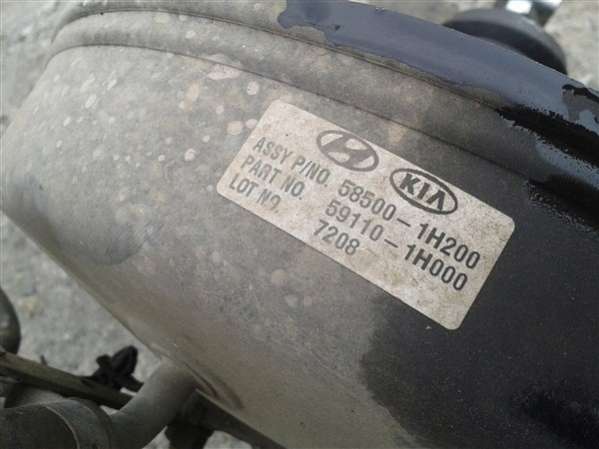 KIA
ASSY P/NO. 58500-1H200
PART NO. 59110-1H000
LOT NO. 7208